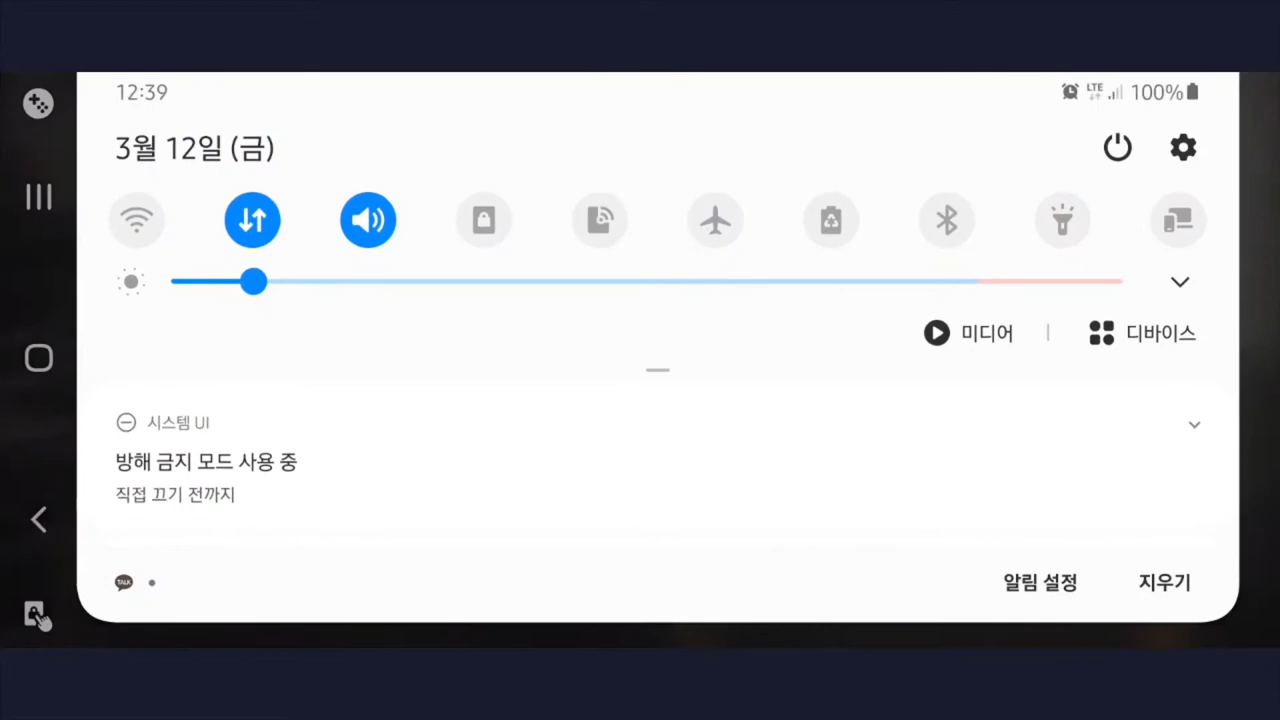 12:39
LTE 100%
3월 12일 (금)
미디어 | 디바이스
시스템 UI
방해 금지 모드 사용 중
직접 끄기 전까지
TALK
알림 설정 지우기